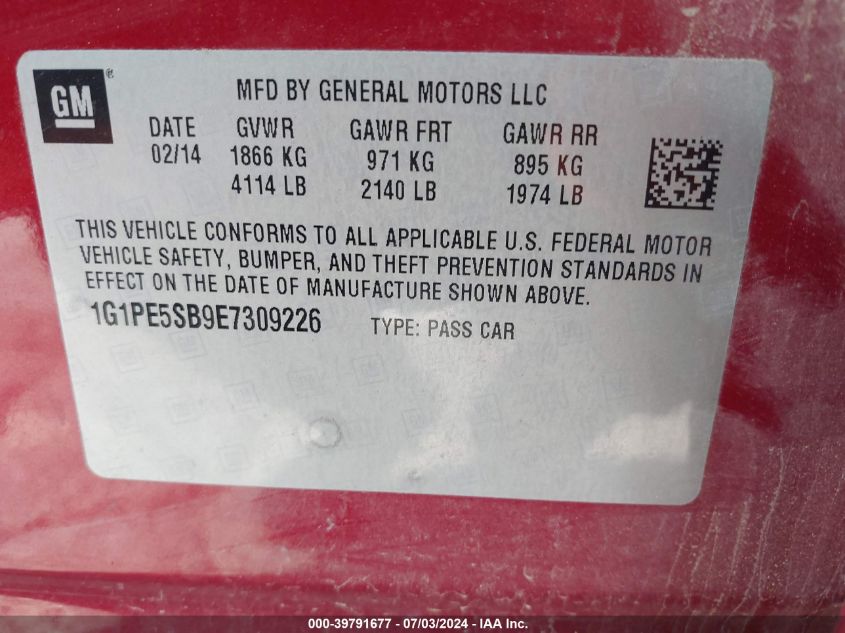 GM ®
MFD BY GENERAL MOTORS LLC
DATE GVWR GAWR FRT GAWR RR
02/14 1866 KG 971 KG 895 KG
4114 LB 2140 LB 1974 LB
THIS VEHICLE CONFORMS TO ALL APPLICABLE U.S. FEDERAL MOTOR
VEHICLE SAFETY, BUMPER, AND THEFT PREVENTION STANDARDS IN
EFFECT ON THE DATE OF MANUFACTURE SHOWN ABOVE.
1G1PE5SB9E7309226 TYPE: PASS CAR
000-39791677 - 07/03/2024 - IAA Inc.